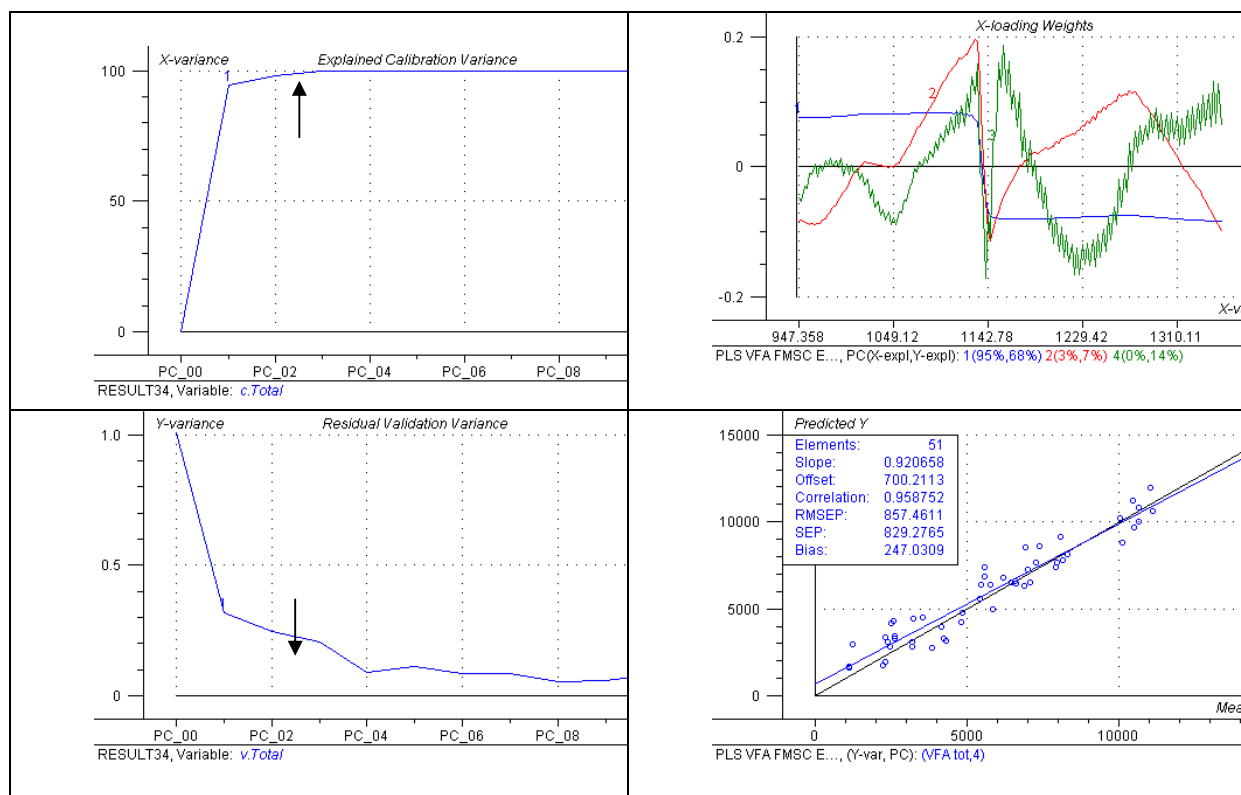 X-variance Explained Calibration Variance
100
50
0
PC_00 PC_02 PC_04 PC_06 PC_08
RESULT34, Variable: c.Total
X-loading Weights
0.2
2
0
-0.2
X-v
947.358 1049.12 1142.78 1229.42 1310.11
PLS VFA FMSC E..., PC(X-expl,Y-expl): 1(95%,68%) 2(3%,7%) 4(0%,14%)
Y-variance Residual Validation Variance
1.0
0.5
0
PC_00 PC_02 PC_04 PC_06 PC_08
RESULT34, Variable: v.Total
Predicted Y
15000
Elements: 51
Slope: 0.920658
Offset: 700.2113
Correlation: 0.958752
RMSEP: 857.4611
SEP: 829.2765
Bias: 247.0309
10000
5000
0
Mea
0 5000 10000
PLS VFA FMSC E..., (Y-var, PC): (VFA tot,4)